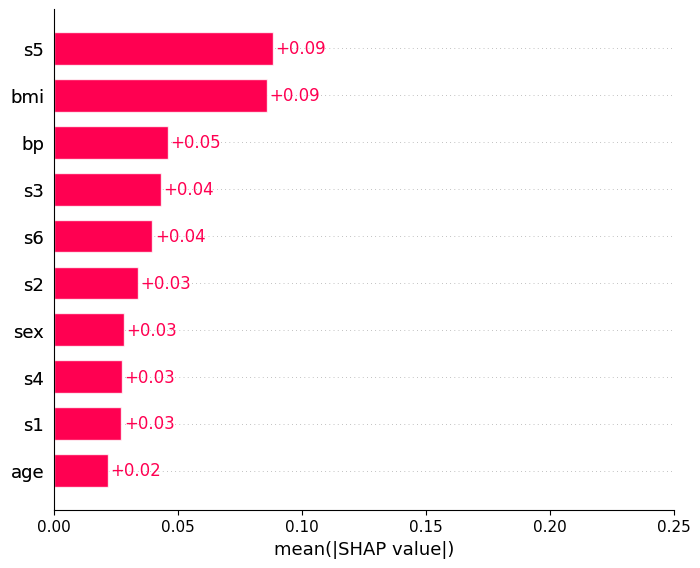 s5 +0.09
bmi +0.09
bp +0.05
s3 +0.04
s6 +0.04
s2 +0.03
sex +0.03
s4 +0.03
s1 +0.03
age +0.02
0.00 0.05 0.10 0.15 0.20 0.25
mean(|SHAP value|)